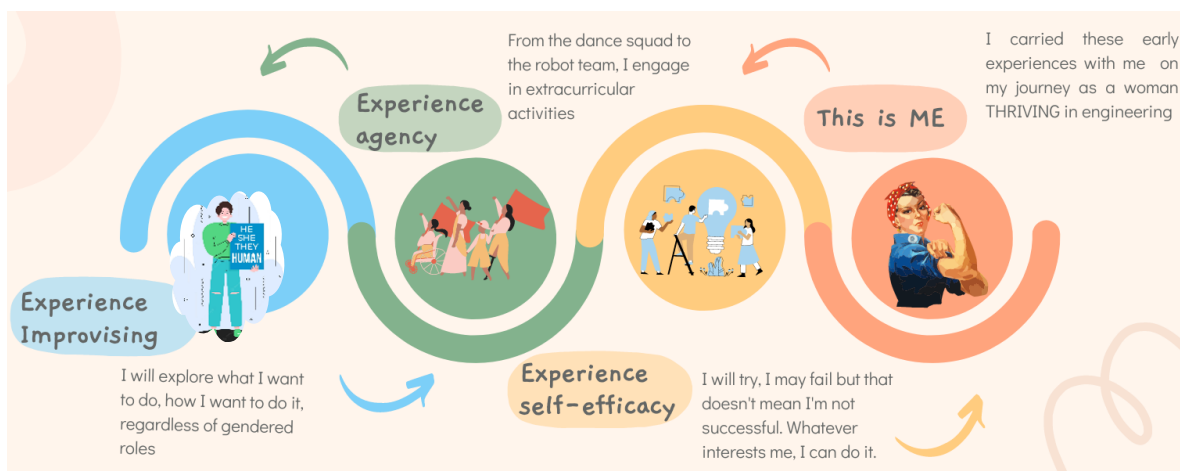 Experience
Improvising
I will explore what I want
to do, how I want to do it,
regardless of gendered
roles
HE
SHE
THEY
HUMAN
Experience
agency
From the dance squad to
the robot team, I engage
in extracurricular
activities
Experience
self-efficacy
I will try, I may fail but that
doesn't mean I'm not
successful. Whatever
interests me, I can do it.
This is ME
I carried these early
experiences with me on
my journey as a woman
THRIVING in engineering